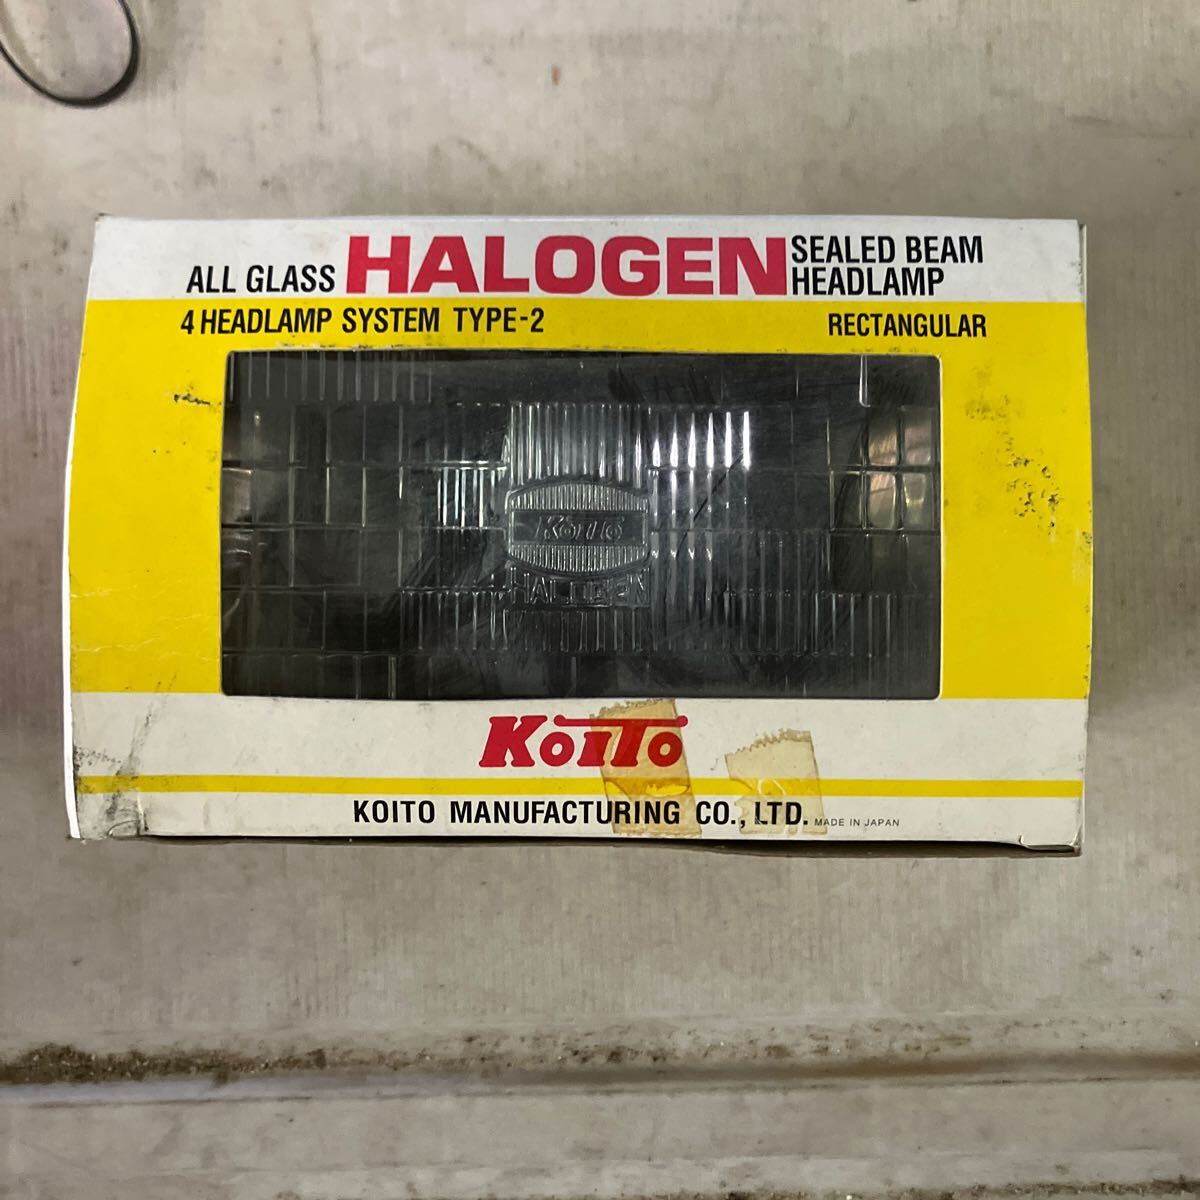 ALL GLASS HALOGEN SEALED BEAM HEADLAMP
4 HEADLAMP SYSTEM TYPE-2 RECTANGULAR
KOITO
HALOGEN
KOITO
KOITO MANUFACTURING CO., LTD. MADE IN JAPAN